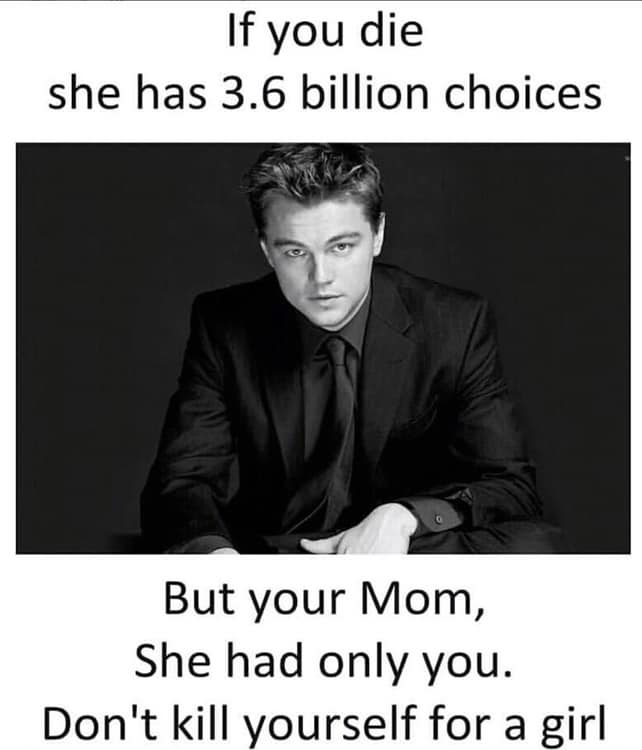 If you die
she has 3.6 billion choices
But your Mom,
She had only you.
Don't kill yourself for a girl